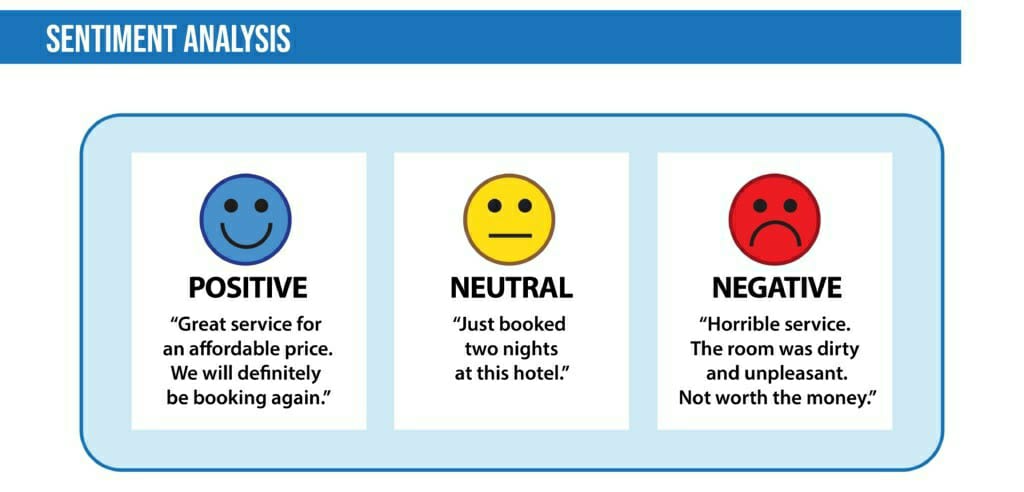 SENTIMENT ANALYSIS
POSITIVE
“Great service for
an affordable price.
We will definitely
be booking again.”
NEUTRAL
“Just booked
two nights
at this hotel.”
NEGATIVE
“Horrible service.
The room was dirty
and unpleasant.
Not worth the money.”